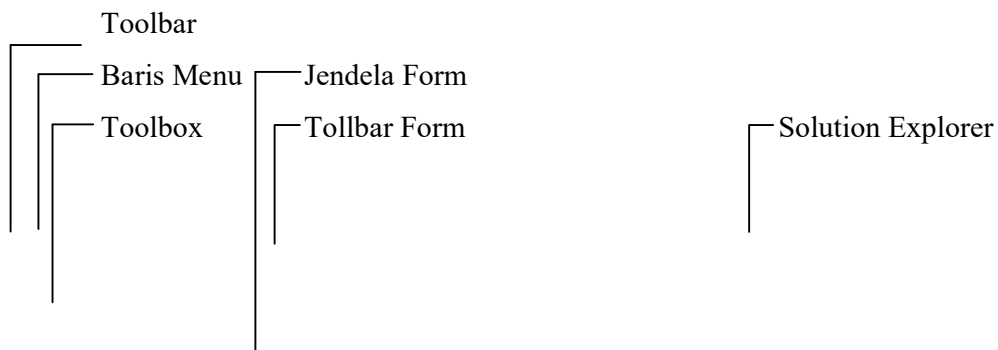 Toolbar
Baris Menu
Jendela Form
Toolbox
Tollbar Form
Solution Explorer